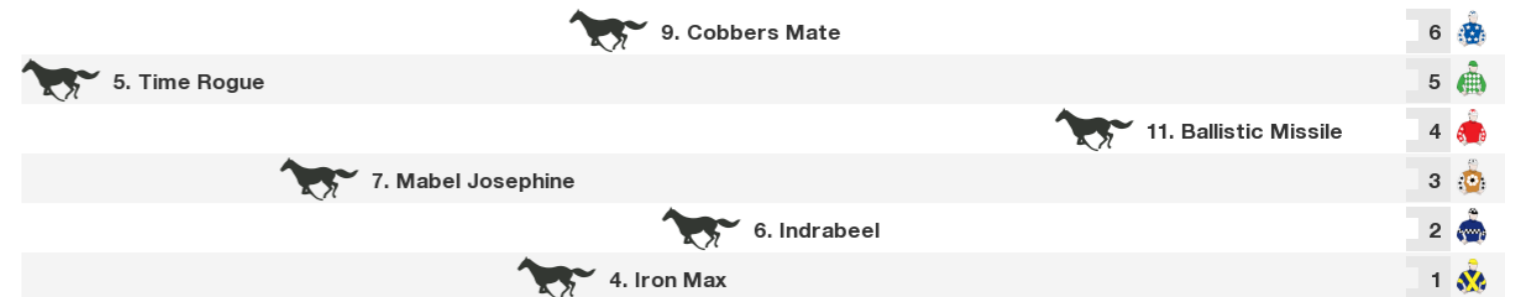 9. Cobbers Mate 6
5. Time Rogue 5
11. Ballistic Missile 4
7. Mabel Josephine 3
6. Indrabeel 2
4. Iron Max 1